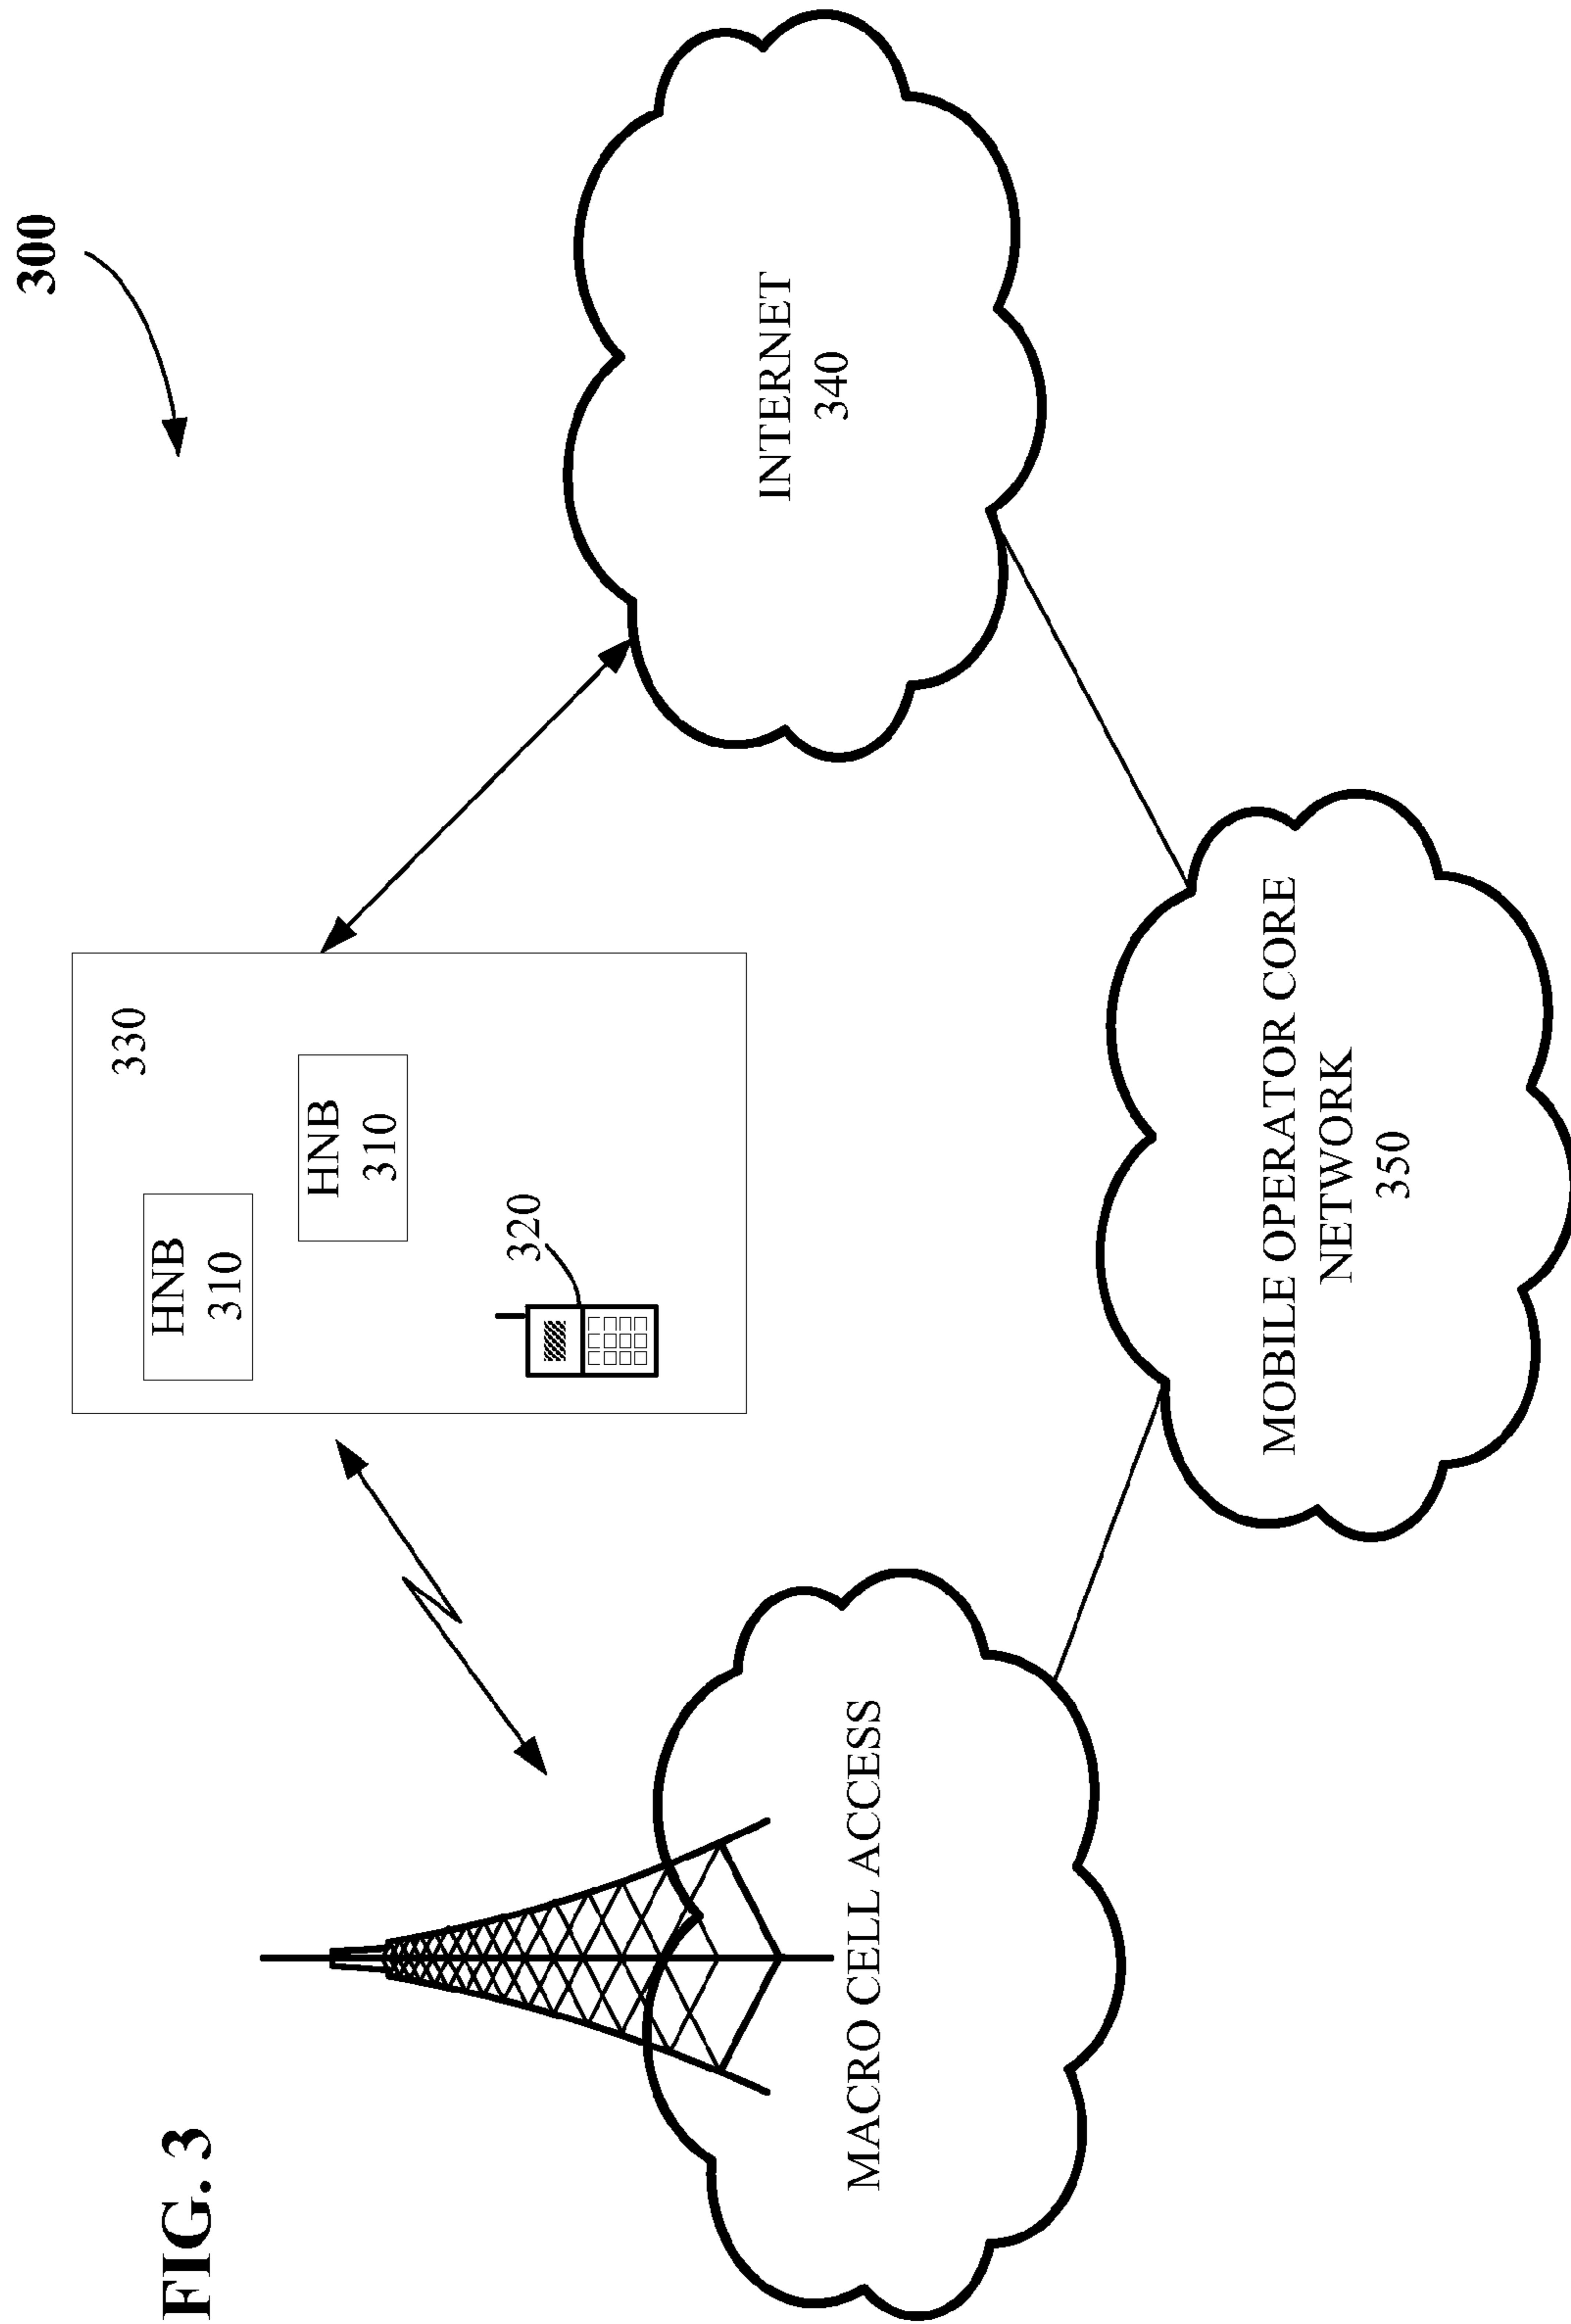 FIG. 3
300
330
HNB
310
HNB
310
320
INTERNET
340
MACRO CELL ACCESS
MOBILE OPERATOR CORE
NETWORK
350